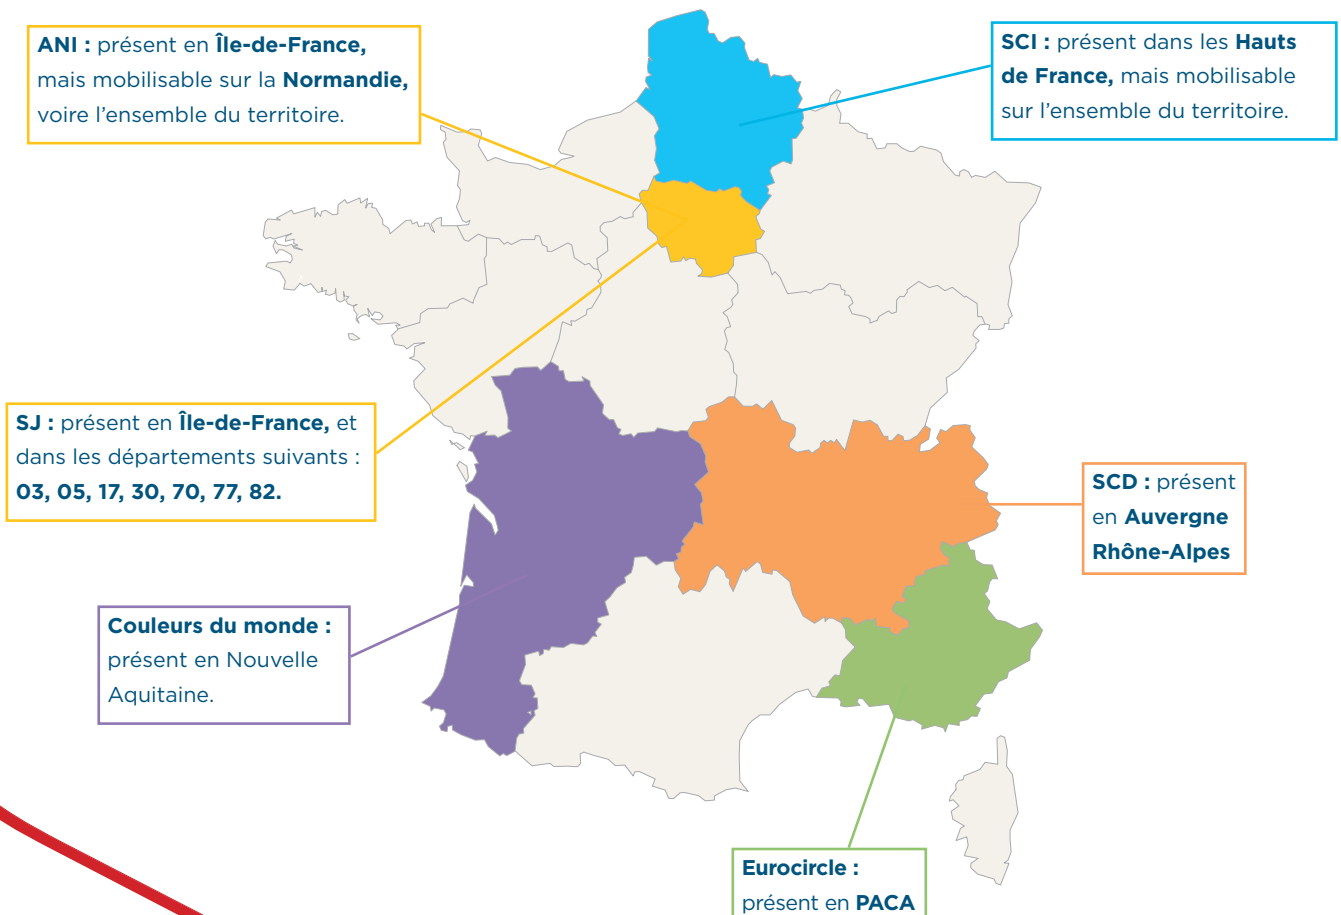 ANI : présent en Île-de-France,
mais mobilisable sur la Normandie,
voire l’ensemble du territoire.
SCI : présent dans les Hauts
de France, mais mobilisable
sur l’ensemble du territoire.
SJ : présent en Île-de-France, et
dans les départements suivants :
03, 05, 17, 30, 70, 77, 82.
SCD : présent
en Auvergne
Rhône-Alpes
Couleurs du monde :
présent en Nouvelle
Aquitaine.
Eurocircle :
présent en PACA